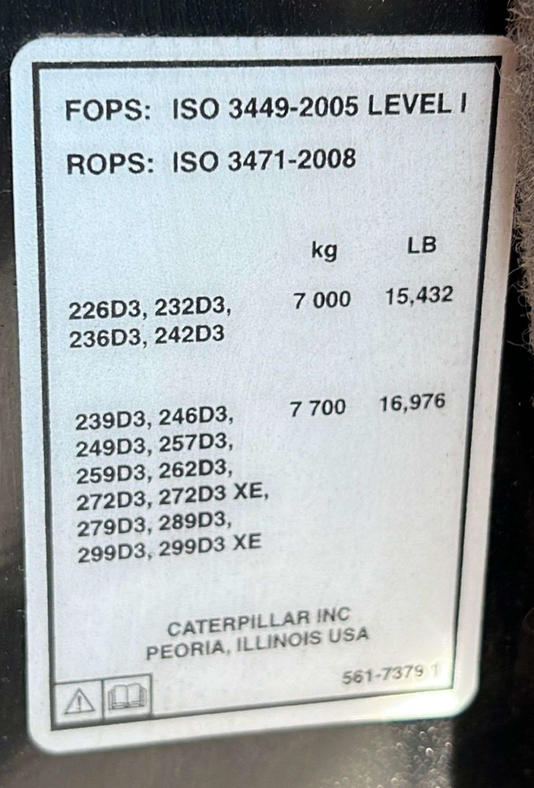 FOPS: ISO 3449-2005 LEVEL I
ROPS: ISO 3471-2008
kg LB
226D3, 232D3, 7 000 15,432
236D3, 242D3
239D3, 246D3, 7 700 16,976
249D3, 257D3,
259D3, 262D3,
272D3, 272D3 XE,
279D3, 289D3,
299D3, 299D3 XE
CATERPILLAR INC
PEORIA, ILLINOIS USA
561-7379 1